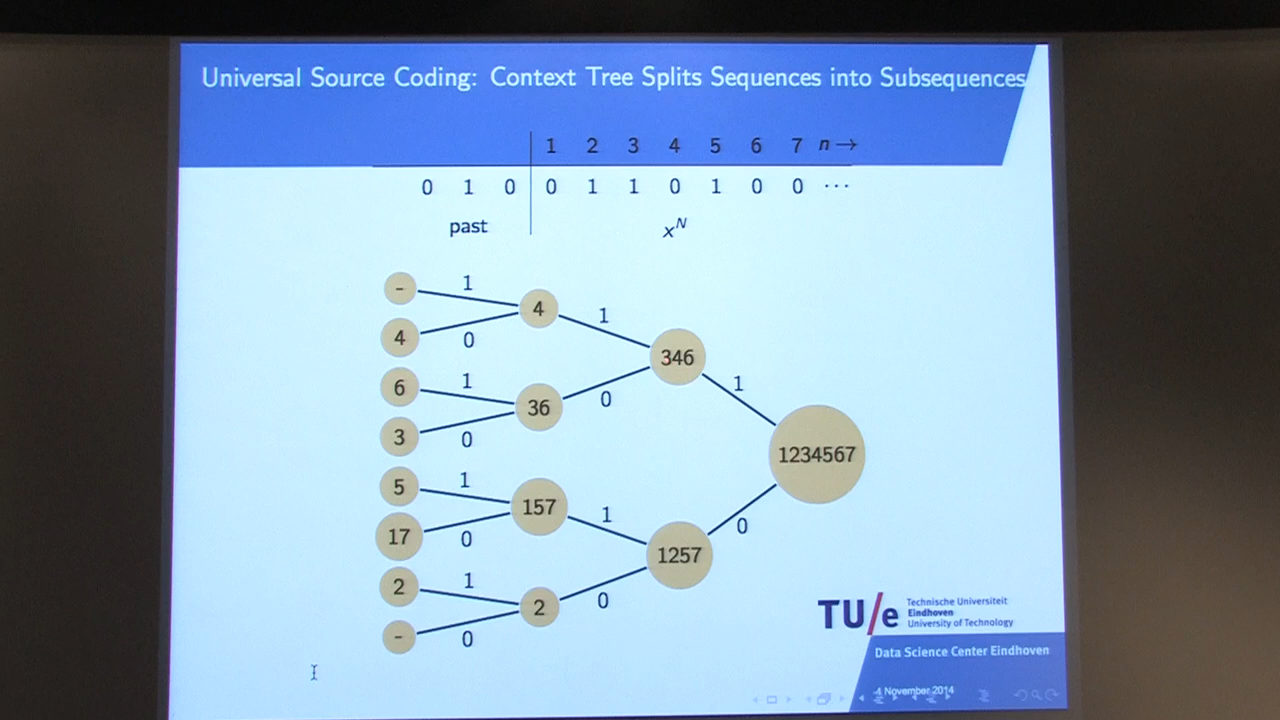 Universal Source Coding: Context Tree Splits Sequences into Subsequences
1 2 3 4 5 6 7 n →
0 1 0 0 1 1 0 1 0 0 ···
past xᴺ
- 1
4 1
4 0
346
6 1
36 0 1
3 0
1234567
5 1
157 1
17 0
1257 0
2 1
2 0
- 0
TU/e Technische Universiteit
Eindhoven
University of Technology
Data Science Center Eindhoven
4 November 2014